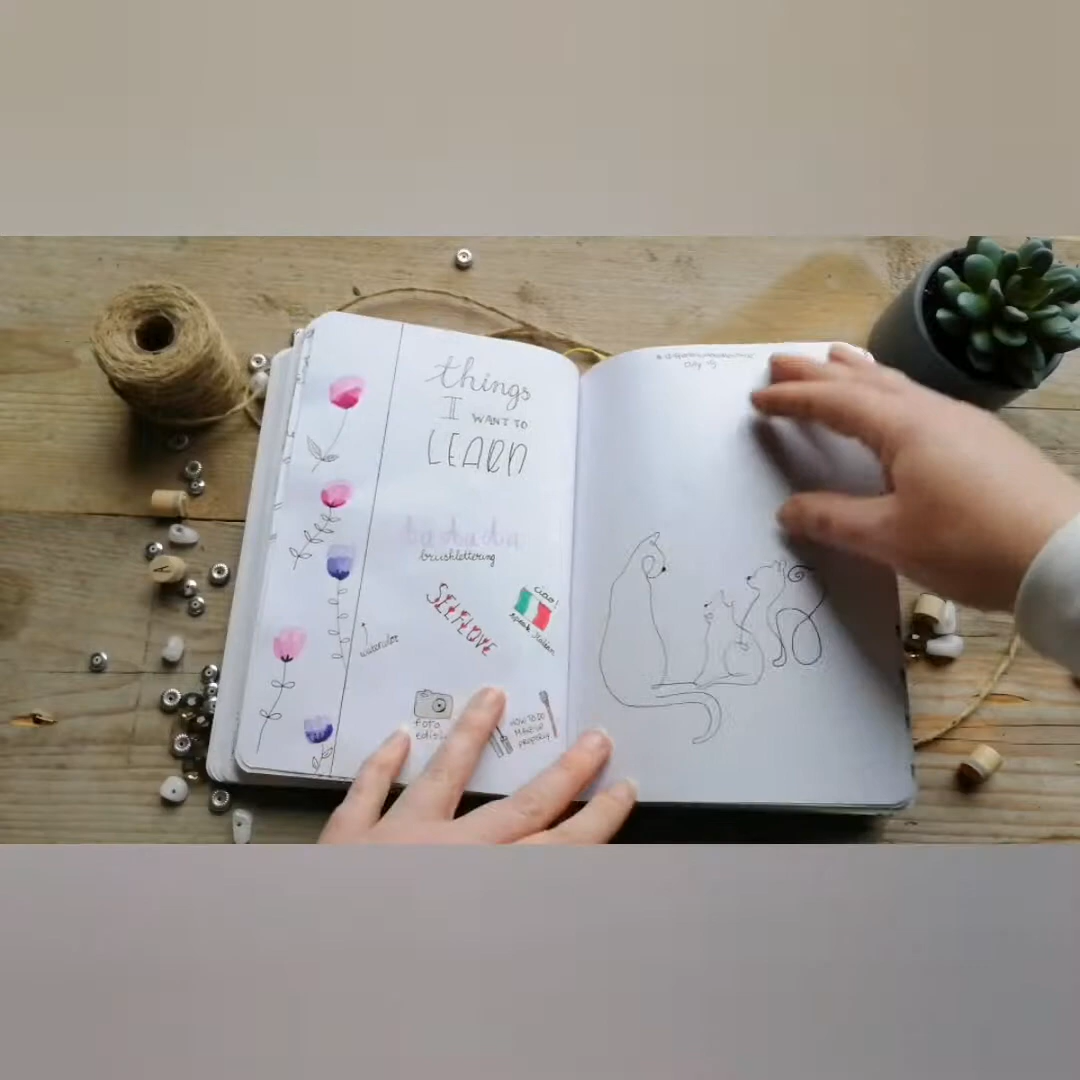 things
I WANT TO
LEARN
brushlettering
SELFLOVE
ciao!
speak Italian
watercolor
foto
HOW TO DO
MAKE-UP
properly
A